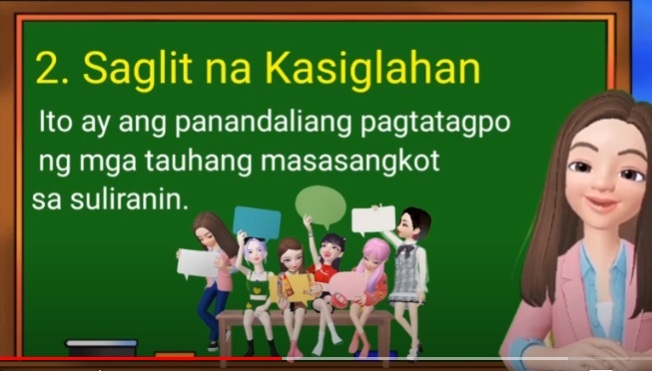 2. Saglit na Kasiglahan
Ito ay ang panandaliang pagtatagpo
ng mga tauhang masasangkot
sa suliranin.